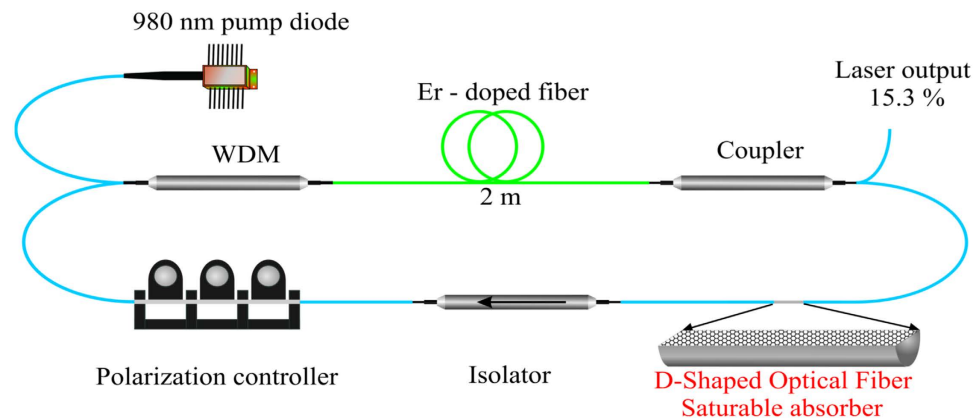 980 nm pump diode
Laser output
15.3 %
Er - doped fiber
WDM
Coupler
2 m
Polarization controller
Isolator
D-Shaped Optical Fiber
Saturable absorber